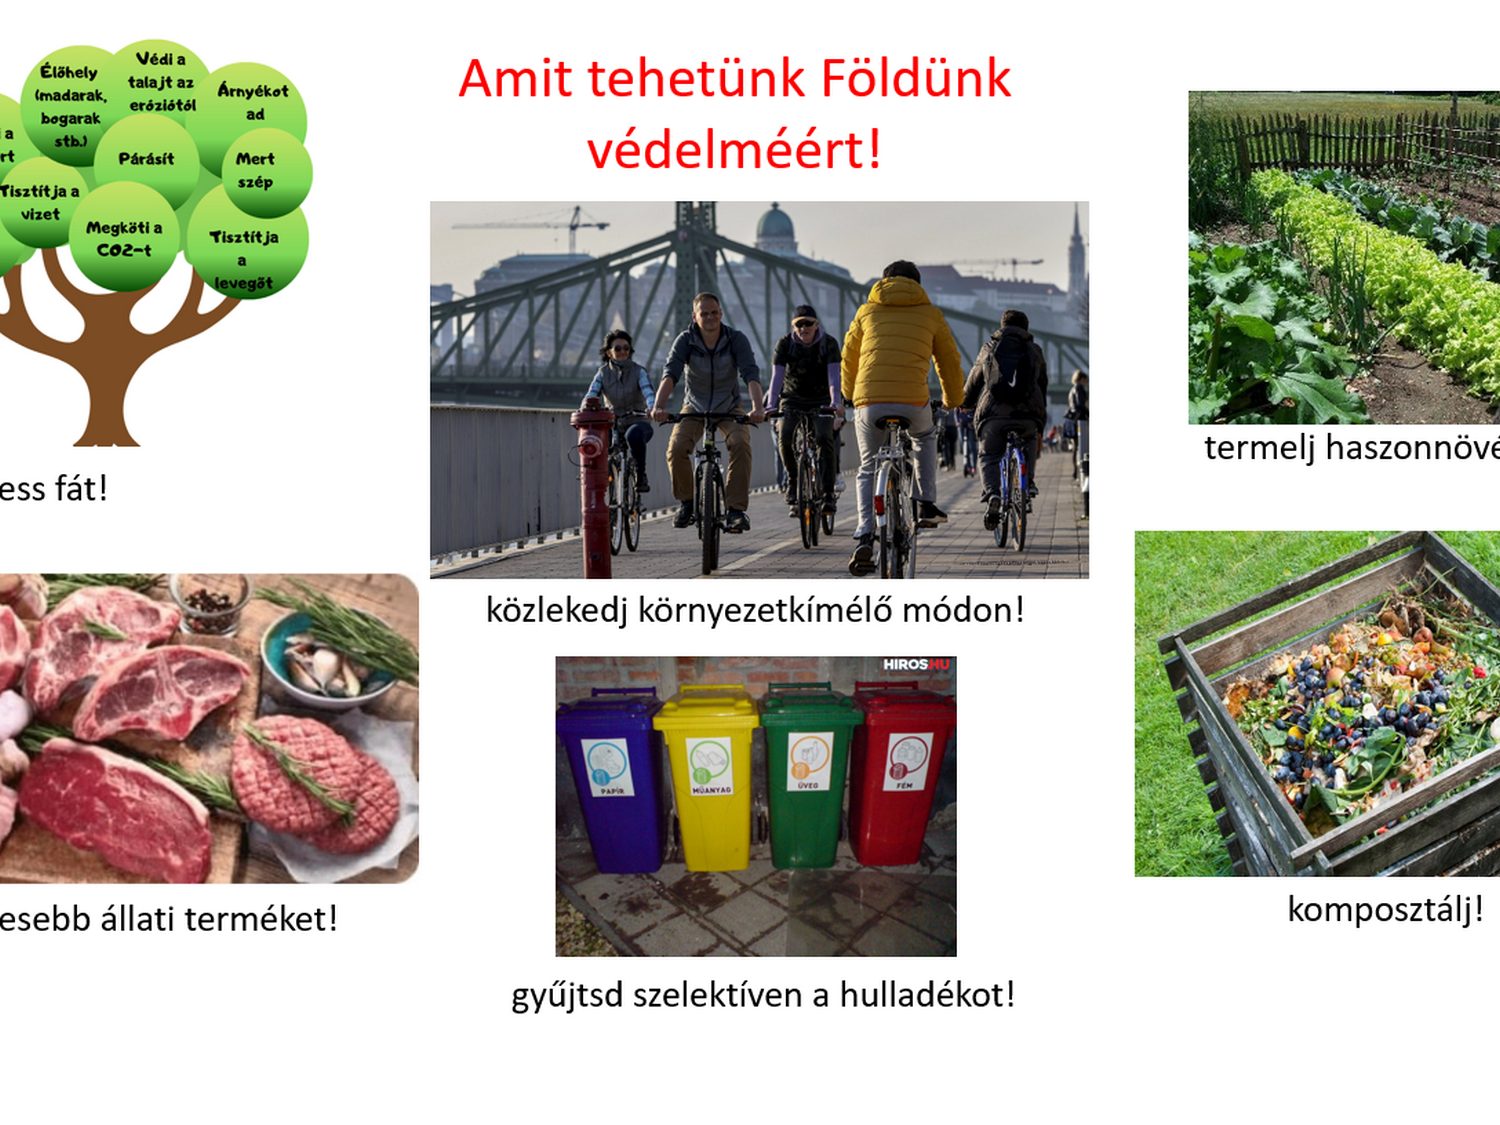 Amit tehetünk Földünk
védelméért!
Élőhely
(madarak,
bogarak
stb.)
Védi a
talajt az
eróziótól
Árnyékot
ad
i a
rt
Párásít
Mert
szép
Tisztítja a
vizet
Megköti a
CO2-t
Tisztítja
a
levegőt
ess fát!
termelj haszonnövé
közlekedj környezetkímélő módon!
HIROS.HU
PAPÍR
MŰANYAG
ÜVEG
FÉM
esebb állati terméket!
komposztálj!
gyűjtsd szelektíven a hulladékot!